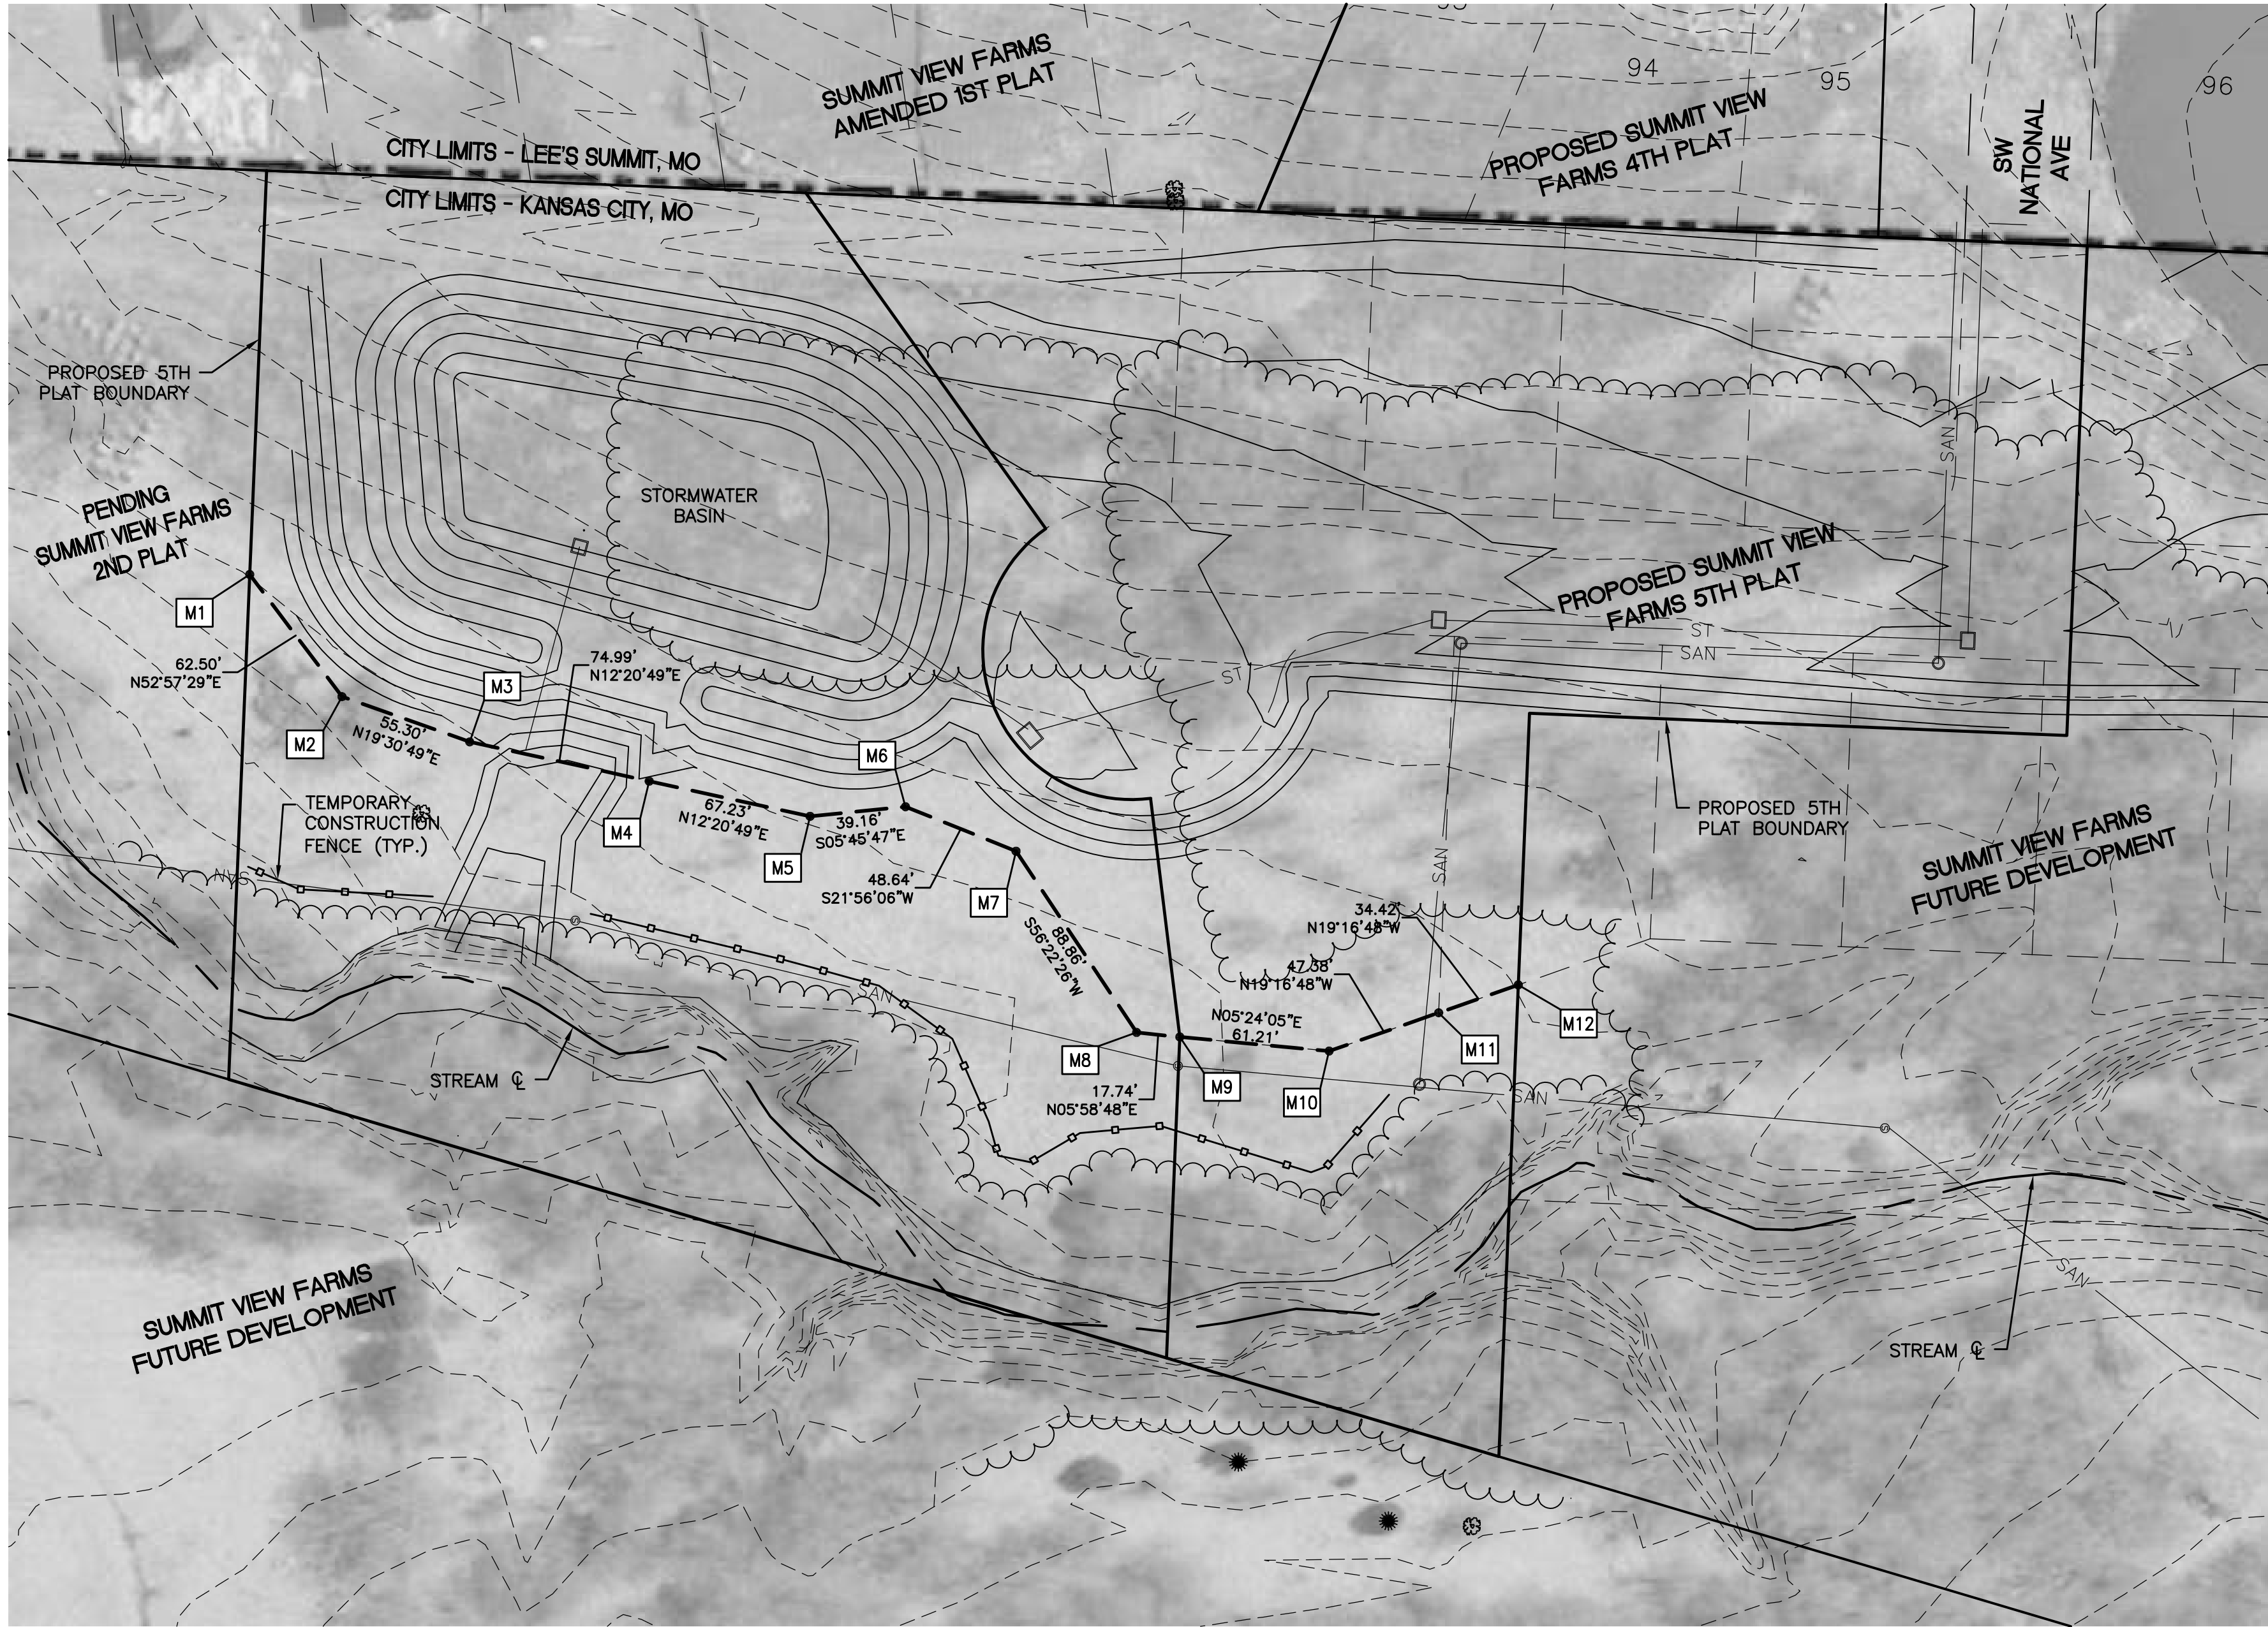 94
95
96
SUMMIT VIEW FARMS
AMENDED 1ST PLAT
PROPOSED SUMMIT VIEW
FARMS 4TH PLAT
SW
NATIONAL
AVE
CITY LIMITS - LEE'S SUMMIT, MO
CITY LIMITS - KANSAS CITY, MO
PROPOSED 5TH
PLAT BOUNDARY
SAN
STORMWATER
BASIN
PENDING
SUMMIT VIEW FARMS
2ND PLAT
PROPOSED SUMMIT VIEW
FARMS 5TH PLAT
M1
ST
SAN
ST
62.50'
N52°57'29"E
74.99'
N12°20'49"E
M3
M2
55.30'
N19°30'49"E
M6
TEMPORARY
CONSTRUCTION
FENCE (TYP.)
M4
67.23'
N12°20'49"E
M5
39.16'
S05°45'47"E
PROPOSED 5TH
PLAT BOUNDARY
SUMMIT VIEW FARMS
FUTURE DEVELOPMENT
SAN
SAN
48.64'
S21°56'06"W
M7
34.42'
N19°16'48"W
88.86'
S56°22'26"W
47.38'
N19°16'48"W
SAN
N05°24'05"E
61.21'
M12
M8
M9
M10
M11
STREAM ℄
17.74'
N05°58'48"E
SAN
SAN
SUMMIT VIEW FARMS
FUTURE DEVELOPMENT
STREAM ℄